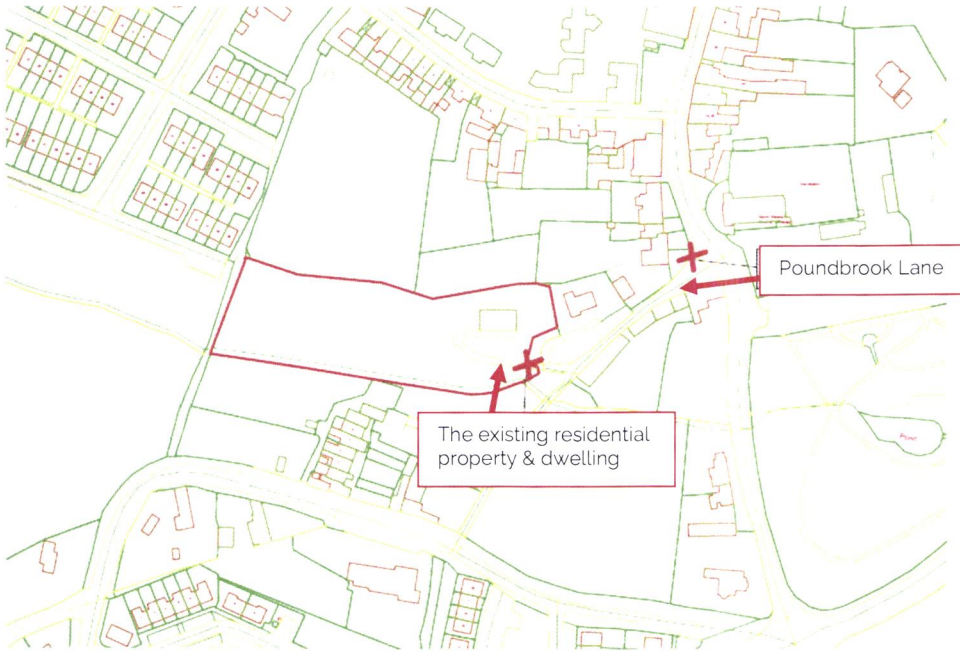 Poundbrook Lane
The existing residential
property & dwelling
Pond